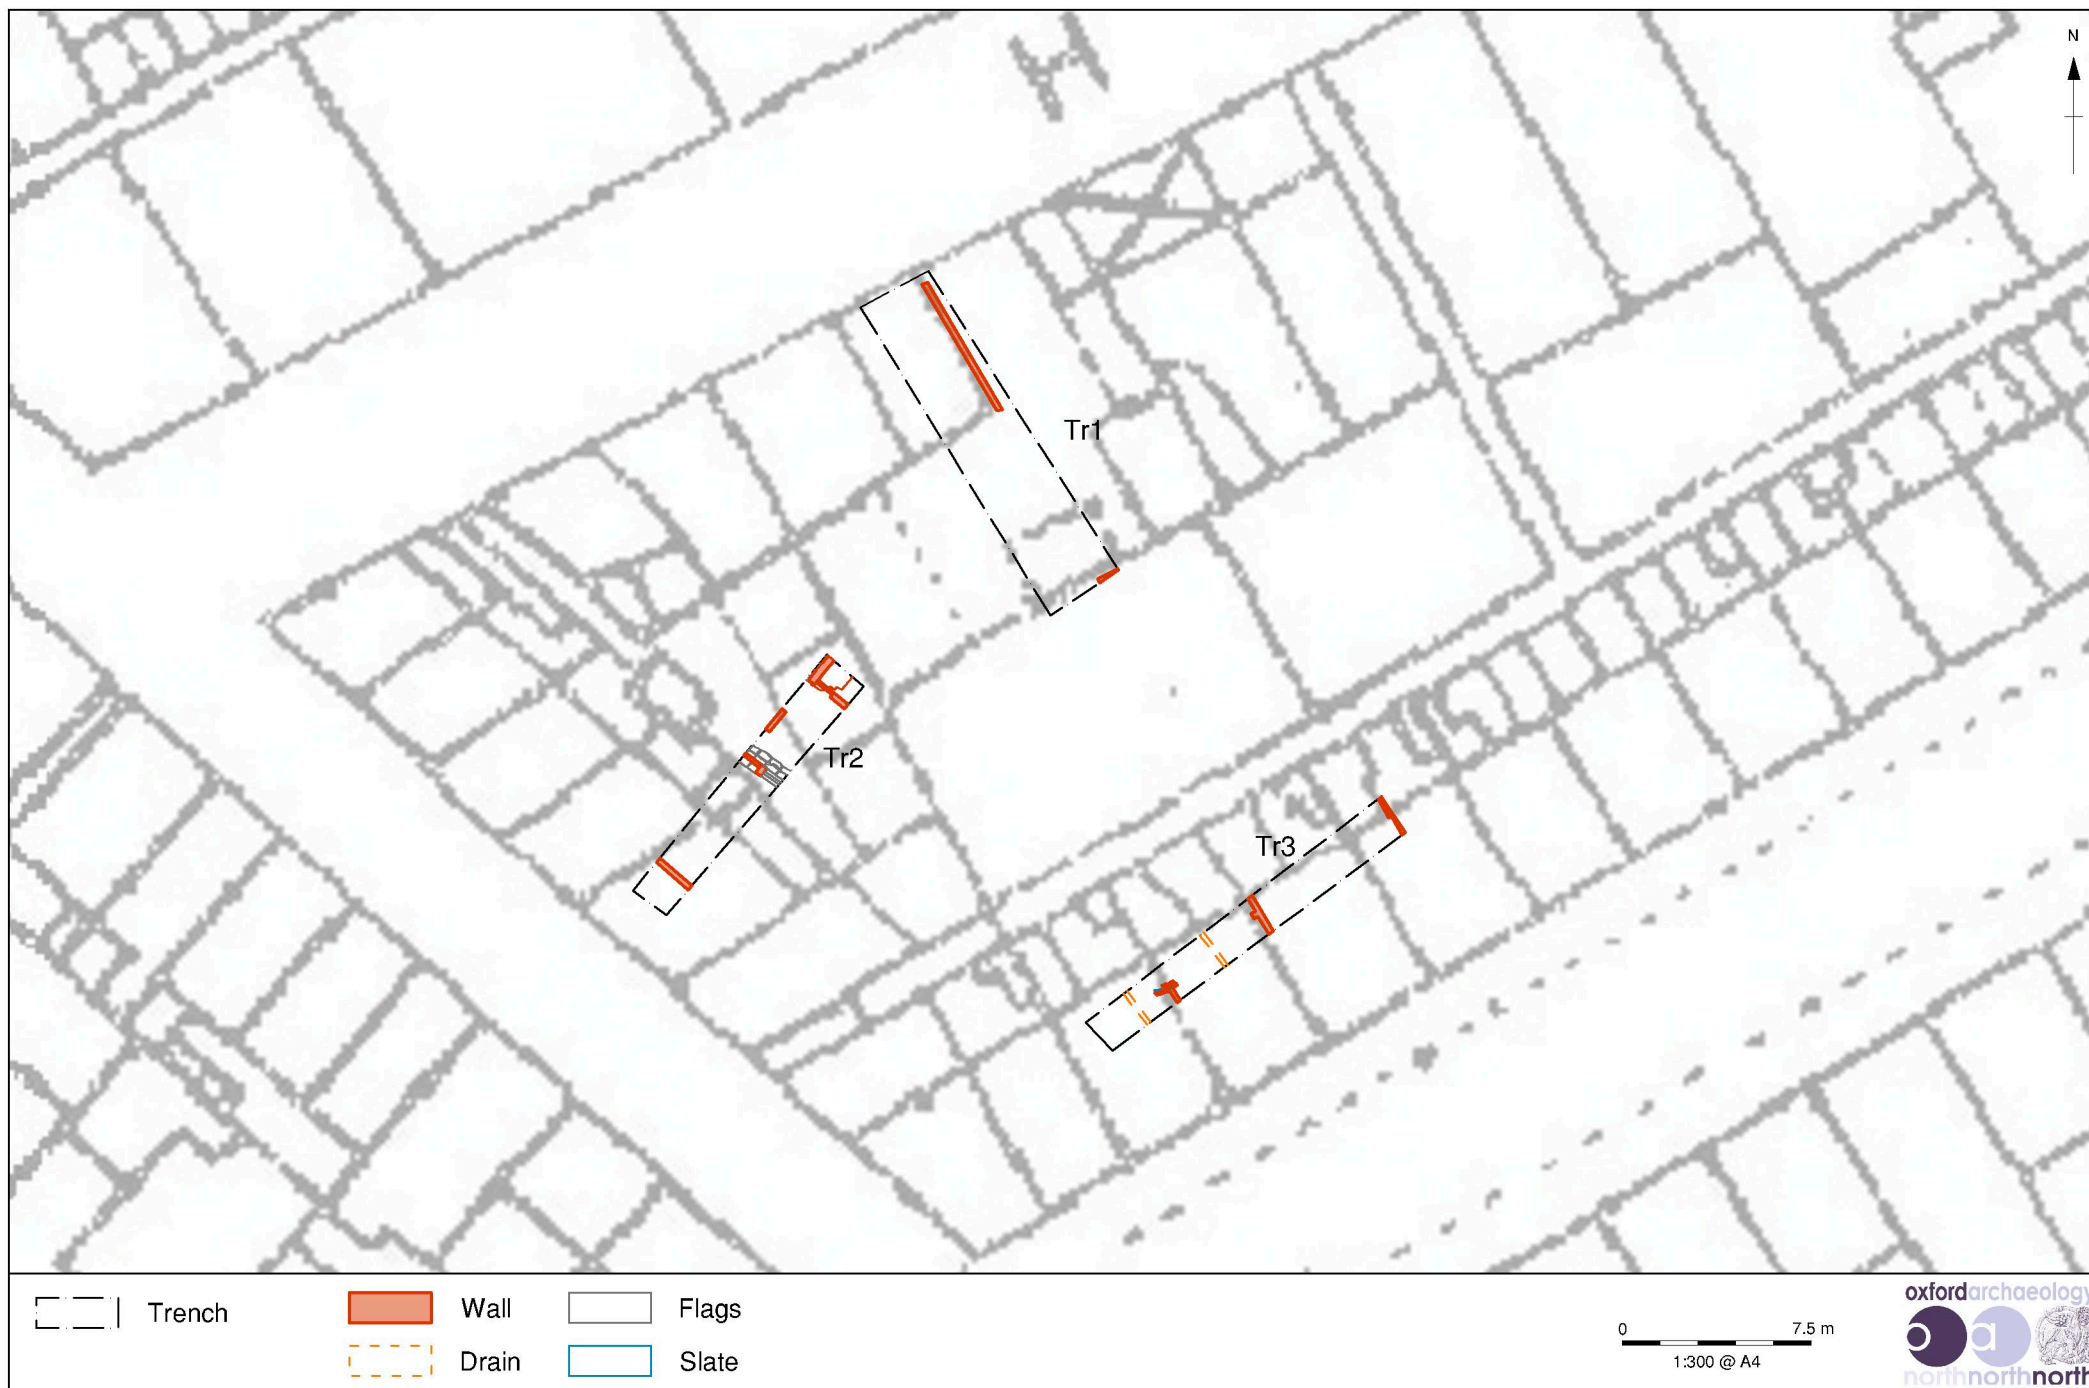 N
Tr1
Tr2
Tr3
Trench
Wall
Flags
Drain
Slate
0 7.5 m
1:300 @ A4
oxfordarchaeology
o a
northnorthnorth